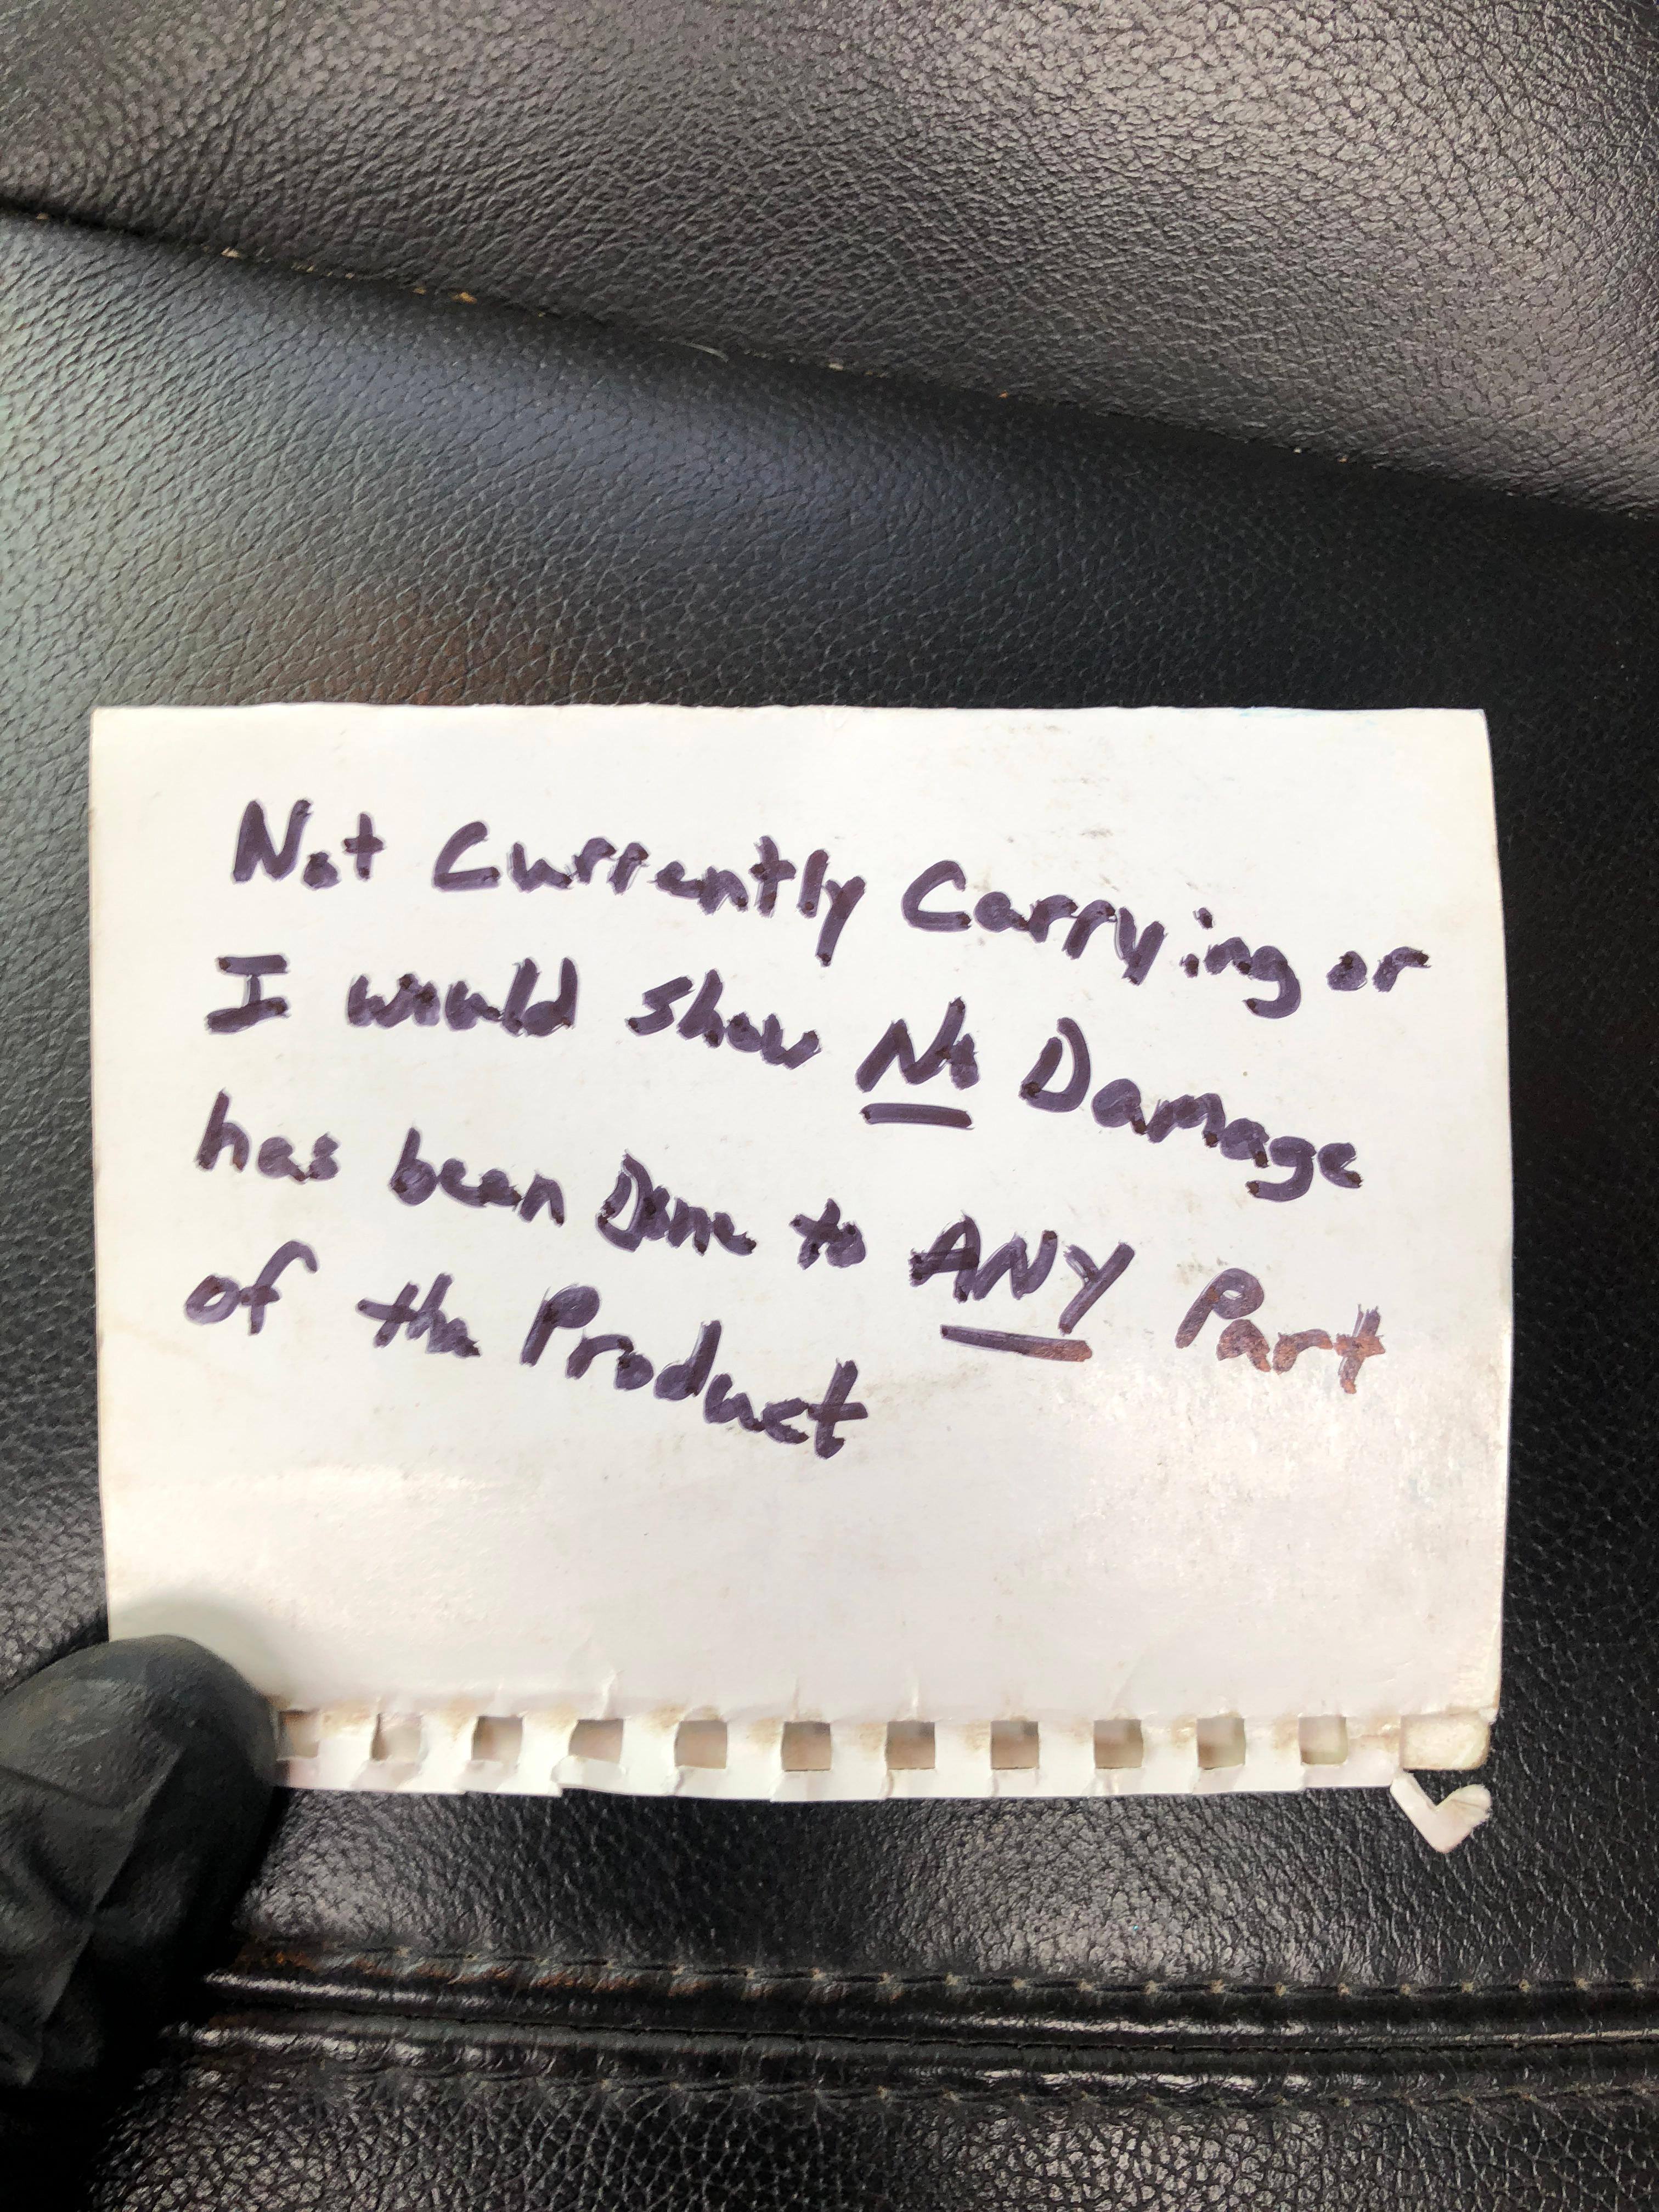 Not Currently Carrying or
I would show No Damage
has been Done to ANY Part
of the Product